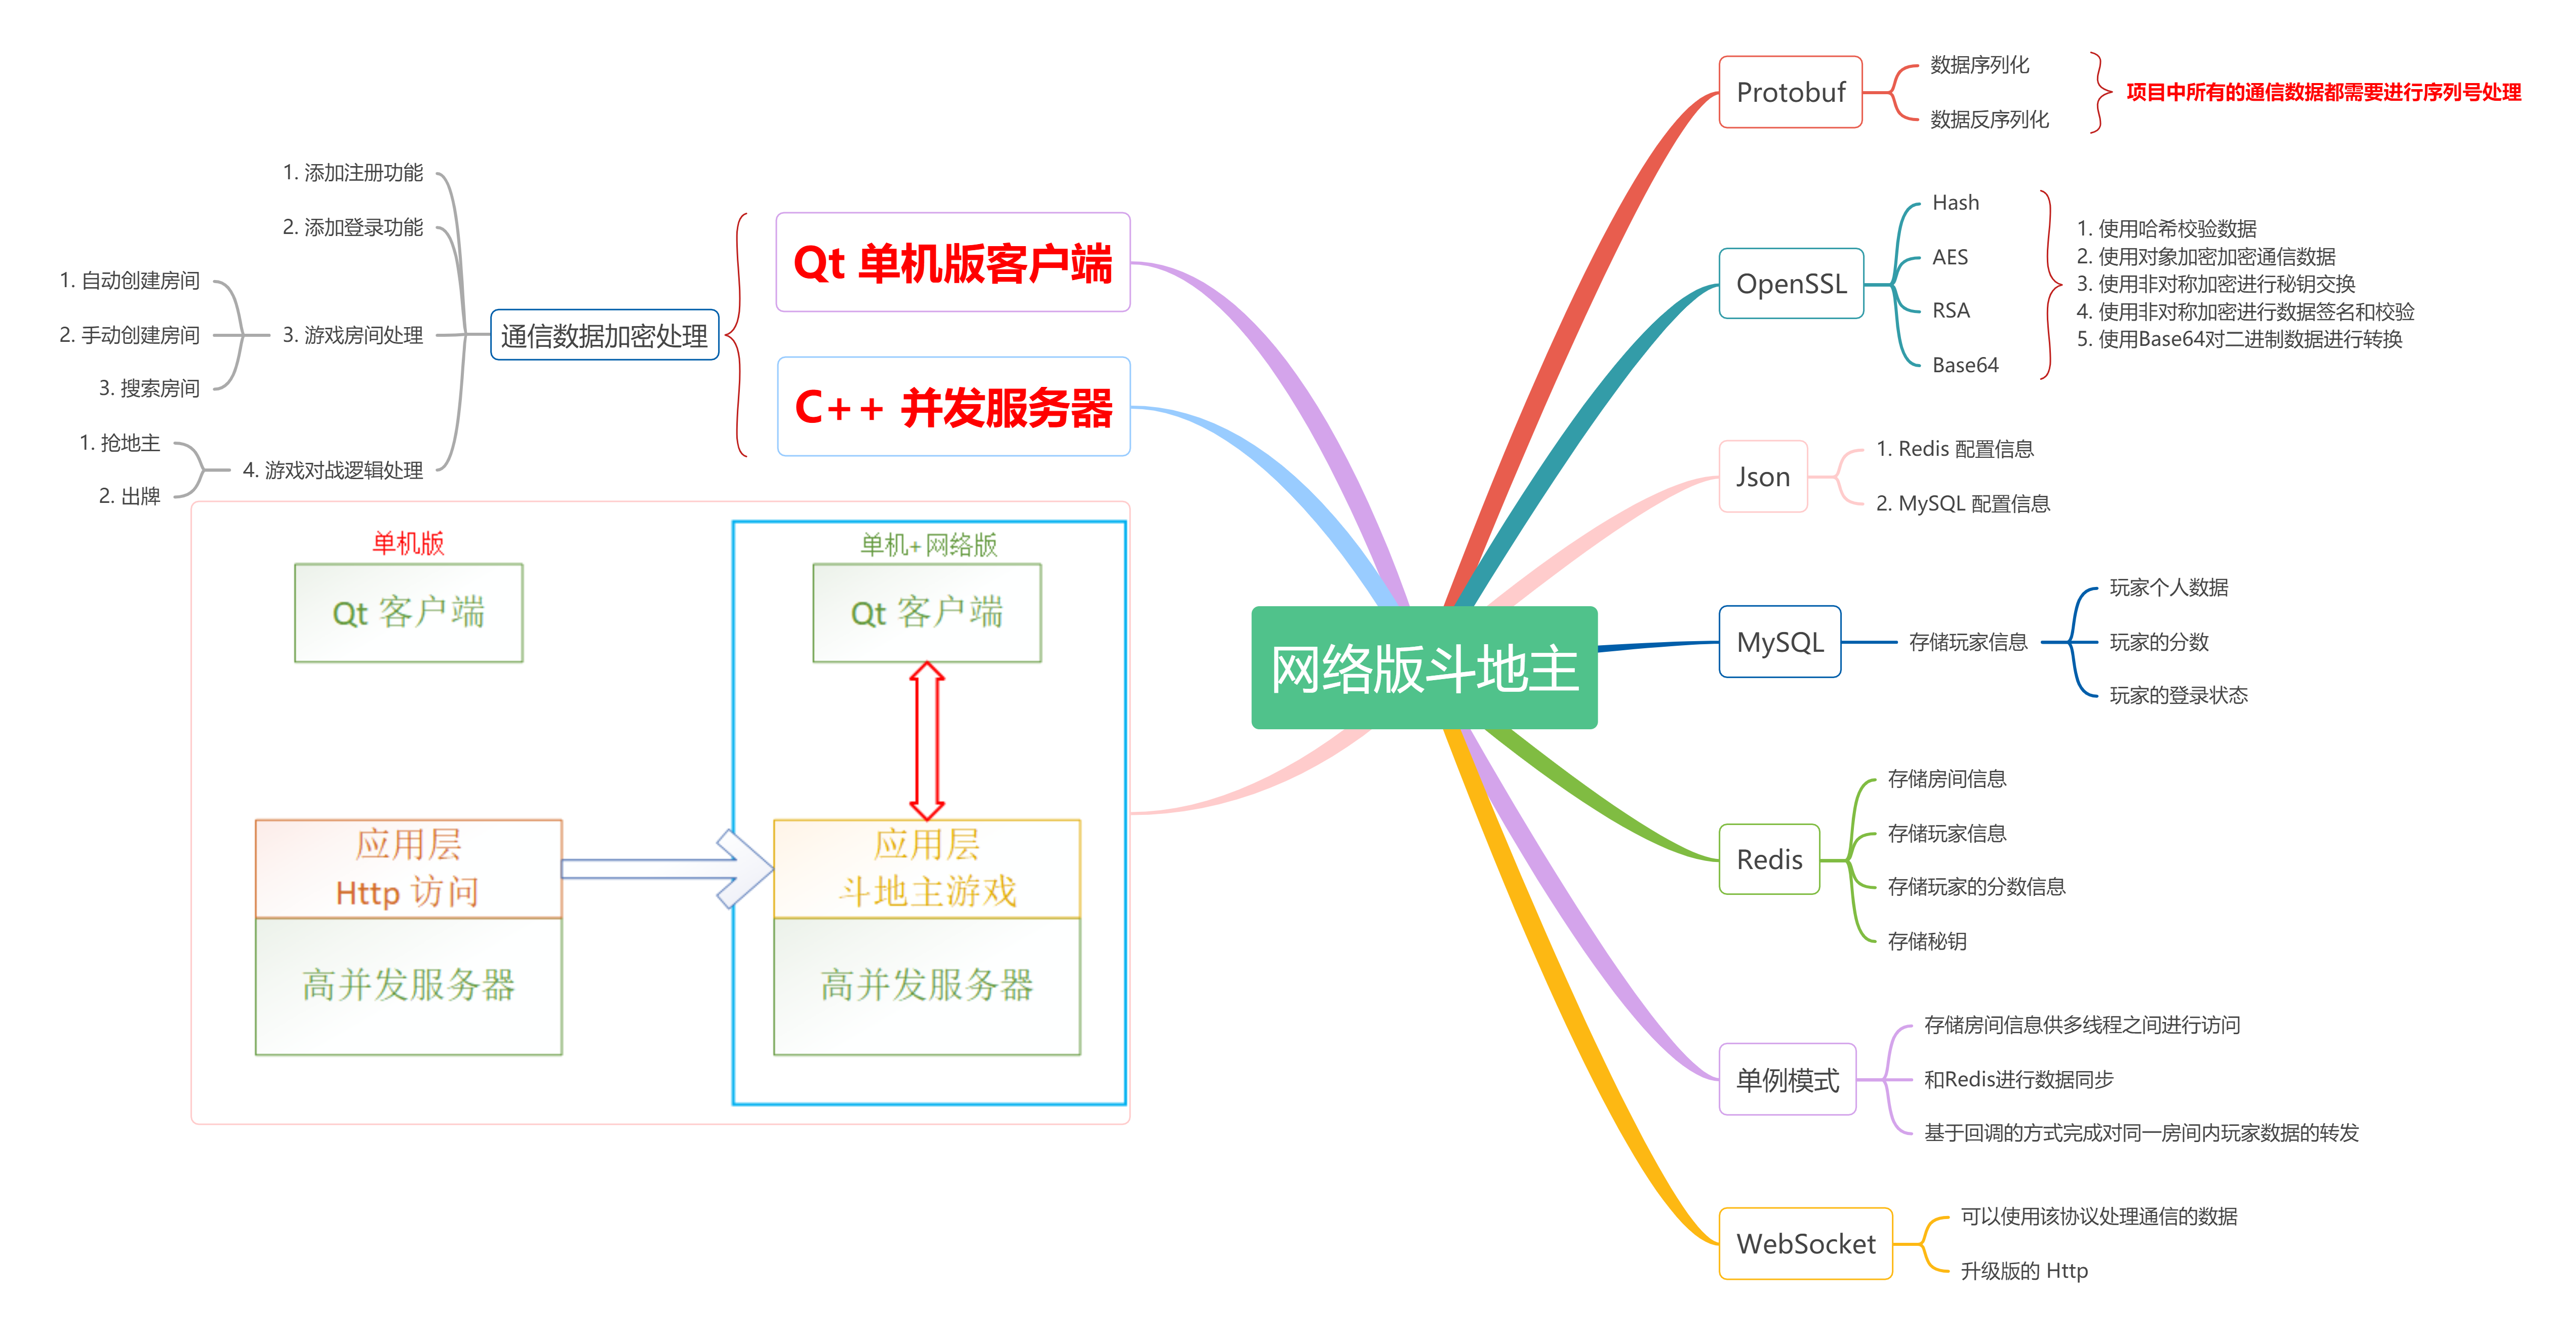 网络版斗地主
Protobuf
数据序列化
数据反序列化
项目中所有的通信数据都需要进行序列号处理
OpenSSL
Hash
AES
RSA
Base64
1. 使用哈希校验数据
2. 使用对象加密加密通信数据
3. 使用非对称加密进行秘钥交换
4. 使用非对称加密进行数据签名和校验
5. 使用Base64对二进制数据进行转换
Json
1. Redis 配置信息
2. MySQL 配置信息
MySQL
存储玩家信息
玩家个人数据
玩家的分数
玩家的登录状态
Redis
存储房间信息
存储玩家信息
存储玩家的分数信息
存储秘钥
单例模式
存储房间信息供多线程之间进行访问
和Redis进行数据同步
基于回调的方式完成对同一房间内玩家数据的转发
WebSocket
可以使用该协议处理通信的数据
升级版的 Http
Qt 单机版客户端
C++ 并发服务器
通信数据加密处理
1. 添加注册功能
2. 添加登录功能
3. 游戏房间处理
1. 自动创建房间
2. 手动创建房间
3. 搜索房间
4. 游戏对战逻辑处理
1. 抢地主
2. 出牌
单机版
Qt 客户端
应用层
Http 访问
高并发服务器
单机+网络版
Qt 客户端
应用层
斗地主游戏
高并发服务器